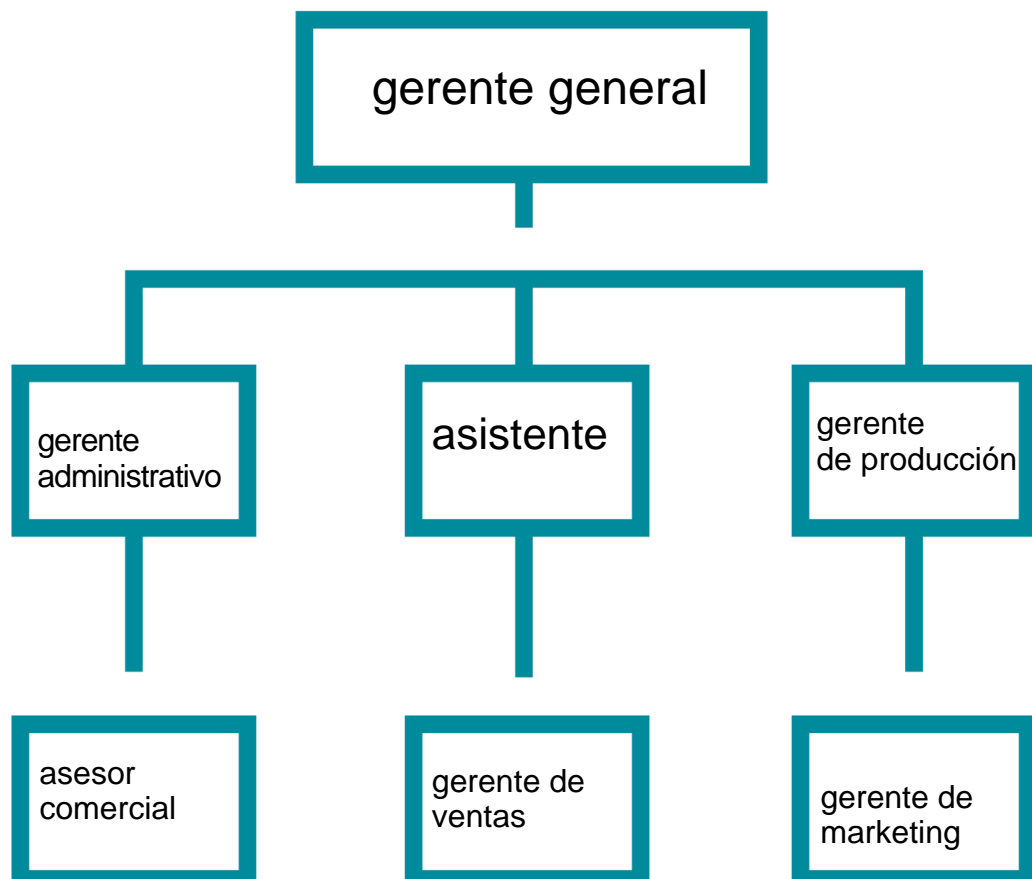 gerente general
gerente
administrativo
asistente
gerente
de producción
asesor
comercial
gerente de
ventas
gerente de
marketing